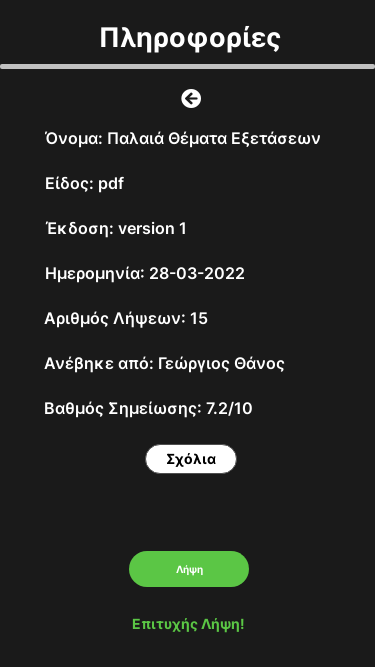 Πληροφορίες
Όνομα: Παλαιά Θέματα Εξετάσεων
Είδος: pdf
Έκδοση: version 1
Ημερομηνία: 28-03-2022
Αριθμός Λήψεων: 15
Ανέβηκε από: Γεώργιος Θάνος
Βαθμός Σημείωσης: 7.2/10
Σχόλια
Λήψη
Επιτυχής Λήψη!